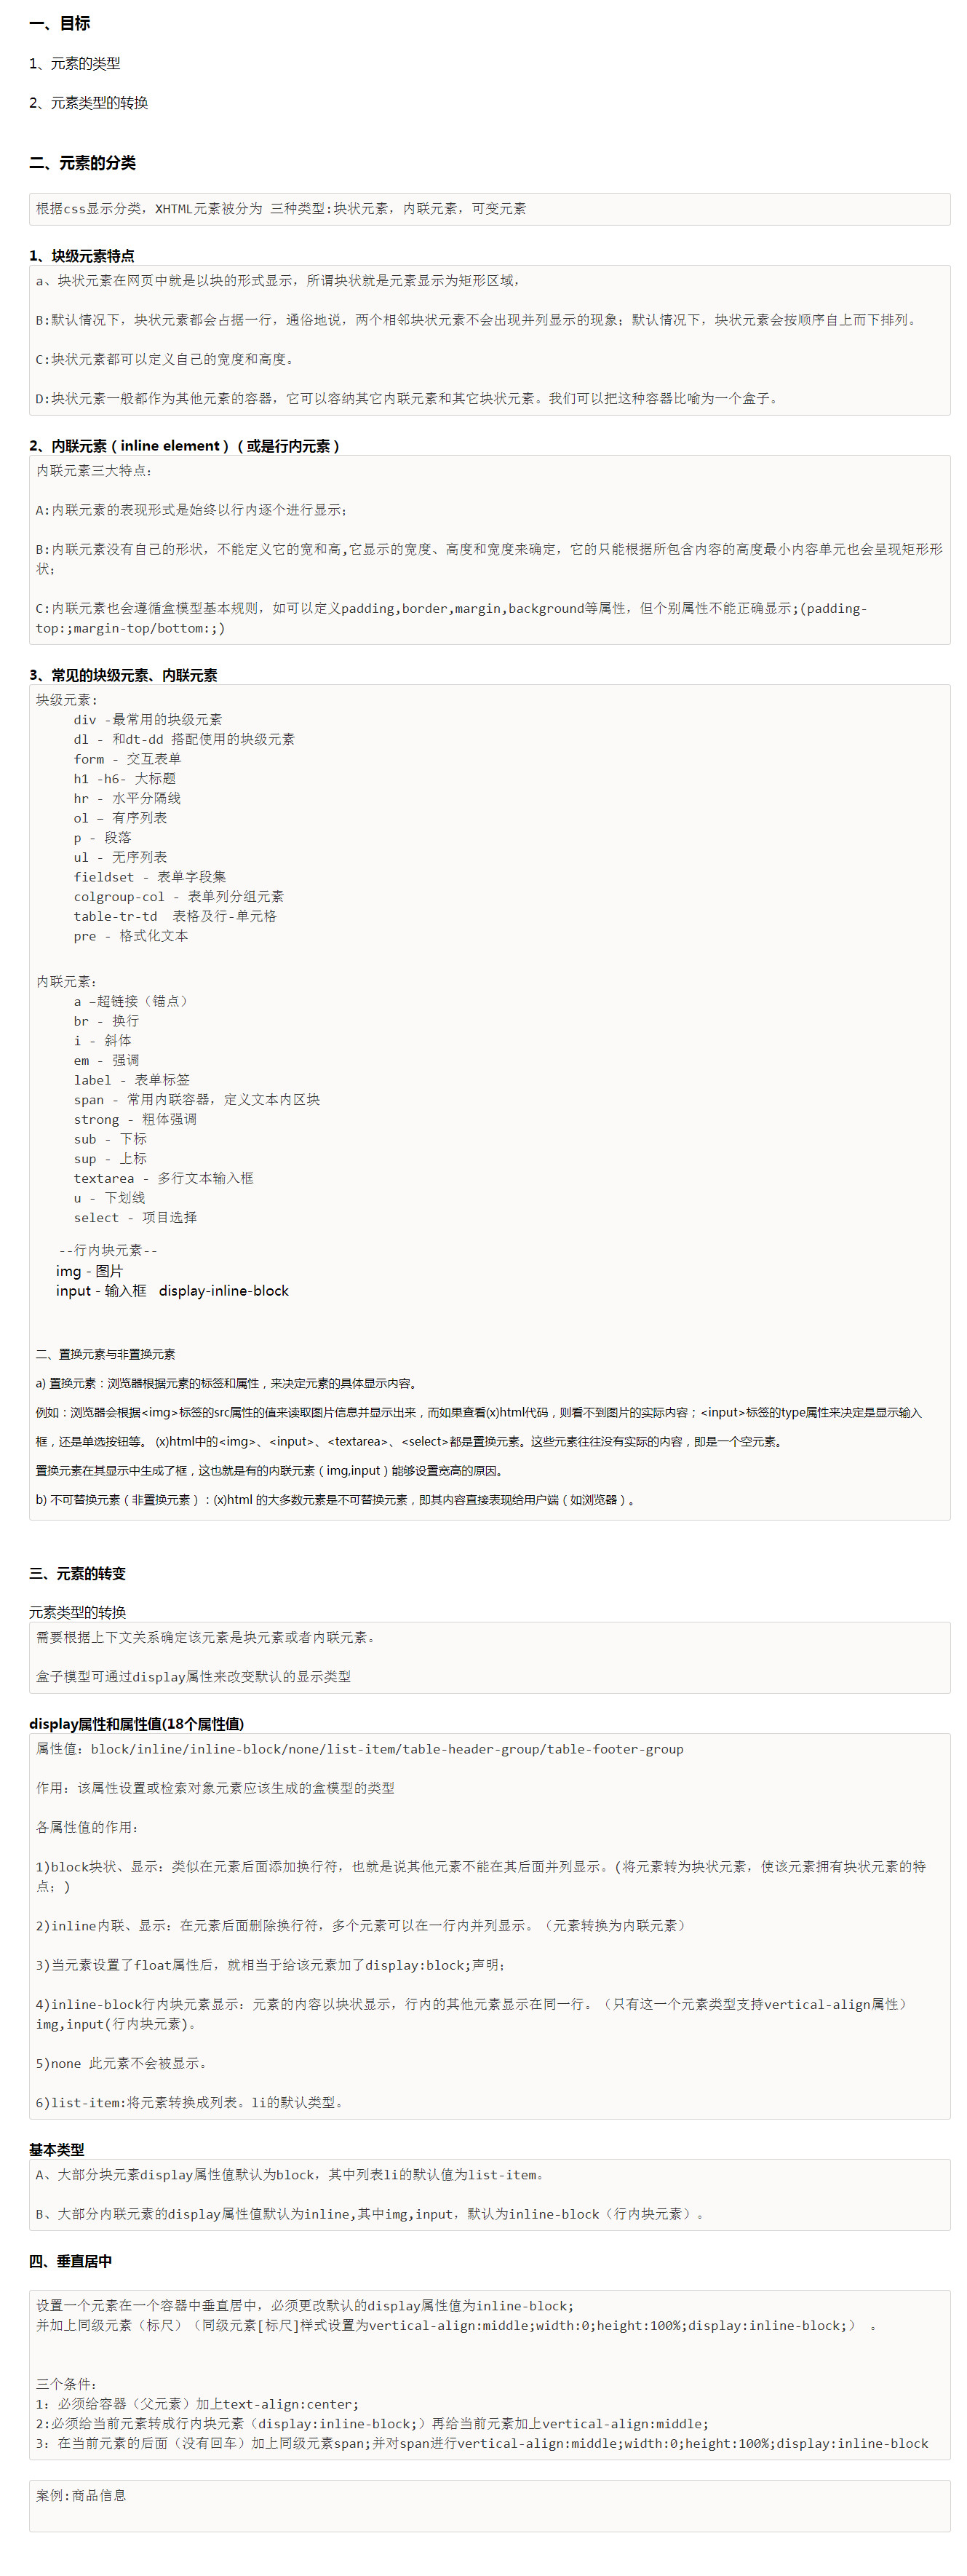 一、目标
1、元素的类型
2、元素类型的转换
二、元素的分类
根据css显示分类，XHTML元素被分为 三种类型:块状元素，内联元素，可变元素
1、块级元素特点
a、块状元素在网页中就是以块的形式显示，所谓块状就是元素显示为矩形区域，
B:默认情况下，块状元素都会占据一行，通俗地说，两个相邻块状元素不会出现并列显示的现象；默认情况下，块状元素会按顺序自上而下排列。
C:块状元素都可以定义自己的宽度和高度。
D:块状元素一般都作为其他元素的容器，它可以容纳其它内联元素和其它块状元素。我们可以把这种容器比喻为一个盒子。
2、内联元素（inline element）（或是行内元素）
内联元素三大特点：
A:内联元素的表现形式是始终以行内逐个进行显示；
B:内联元素没有自己的形状，不能定义它的宽和高,它显示的宽度、高度和宽度来确定，它的只能根据所包含内容的高度最小内容单元也会呈现矩形形
状；
C:内联元素也会遵循盒模型基本规则，如可以定义padding,border,margin,background等属性，但个别属性不能正确显示;(padding-
top:;margin-top/bottom:;)
3、常见的块级元素、内联元素
块级元素:
div -最常用的块级元素
dl - 和dt-dd 搭配使用的块级元素
form - 交互表单
h1 -h6- 大标题
hr - 水平分隔线
ol – 有序列表
p - 段落
ul - 无序列表
fieldset - 表单字段集
colgroup-col - 表单列分组元素
table-tr-td  表格及行-单元格
pre - 格式化文本
内联元素：
a –超链接（锚点）
br - 换行
i - 斜体
em - 强调
label - 表单标签
span - 常用内联容器，定义文本内区块
strong - 粗体强调
sub - 下标
sup - 上标
textarea - 多行文本输入框
u - 下划线
select - 项目选择
--行内块元素--
img - 图片
input - 输入框   display-inline-block
二、置换元素与非置换元素
a) 置换元素：浏览器根据元素的标签和属性，来决定元素的具体显示内容。
例如：浏览器会根据<img>标签的src属性的值来读取图片信息并显示出来，而如果查看(x)html代码，则看不到图片的实际内容；<input>标签的type属性来决定是显示输入
框，还是单选按钮等。 (x)html中的<img>、<input>、<textarea>、<select>都是置换元素。这些元素往往没有实际的内容，即是一个空元素。
置换元素在其显示中生成了框，这也就是有的内联元素（img,input）能够设置宽高的原因。
b) 不可替换元素（非置换元素）：(x)html 的大多数元素是不可替换元素，即其内容直接表现给用户端（如浏览器）。
三、元素的转变
元素类型的转换
需要根据上下文关系确定该元素是块元素或者内联元素。
盒子模型可通过display属性来改变默认的显示类型
display属性和属性值(18个属性值)
属性值：block/inline/inline-block/none/list-item/table-header-group/table-footer-group
作用：该属性设置或检索对象元素应该生成的盒模型的类型
各属性值的作用：
1)block块状、显示：类似在元素后面添加换行符，也就是说其他元素不能在其后面并列显示。(将元素转为块状元素，使该元素拥有块状元素的特
点；)
2)inline内联、显示：在元素后面删除换行符，多个元素可以在一行内并列显示。（元素转换为内联元素）
3)当元素设置了float属性后，就相当于给该元素加了display:block;声明；
4)inline-block行内块元素显示：元素的内容以块状显示，行内的其他元素显示在同一行。（只有这一个元素类型支持vertical-align属性）
img,input(行内块元素)。
5)none 此元素不会被显示。
6)list-item:将元素转换成列表。li的默认类型。
基本类型
A、大部分块元素display属性值默认为block，其中列表li的默认值为list-item。
B、大部分内联元素的display属性值默认为inline,其中img,input，默认为inline-block（行内块元素）。
四、垂直居中
设置一个元素在一个容器中垂直居中，必须更改默认的display属性值为inline-block;
并加上同级元素（标尺）（同级元素[标尺]样式设置为vertical-align:middle;width:0;height:100%;display:inline-block;） 。
三个条件：
1：必须给容器（父元素）加上text-align:center;
2:必须给当前元素转成行内块元素（display:inline-block;）再给当前元素加上vertical-align:middle;
3：在当前元素的后面（没有回车）加上同级元素span;并对span进行vertical-align:middle;width:0;height:100%;display:inline-block
案例:商品信息